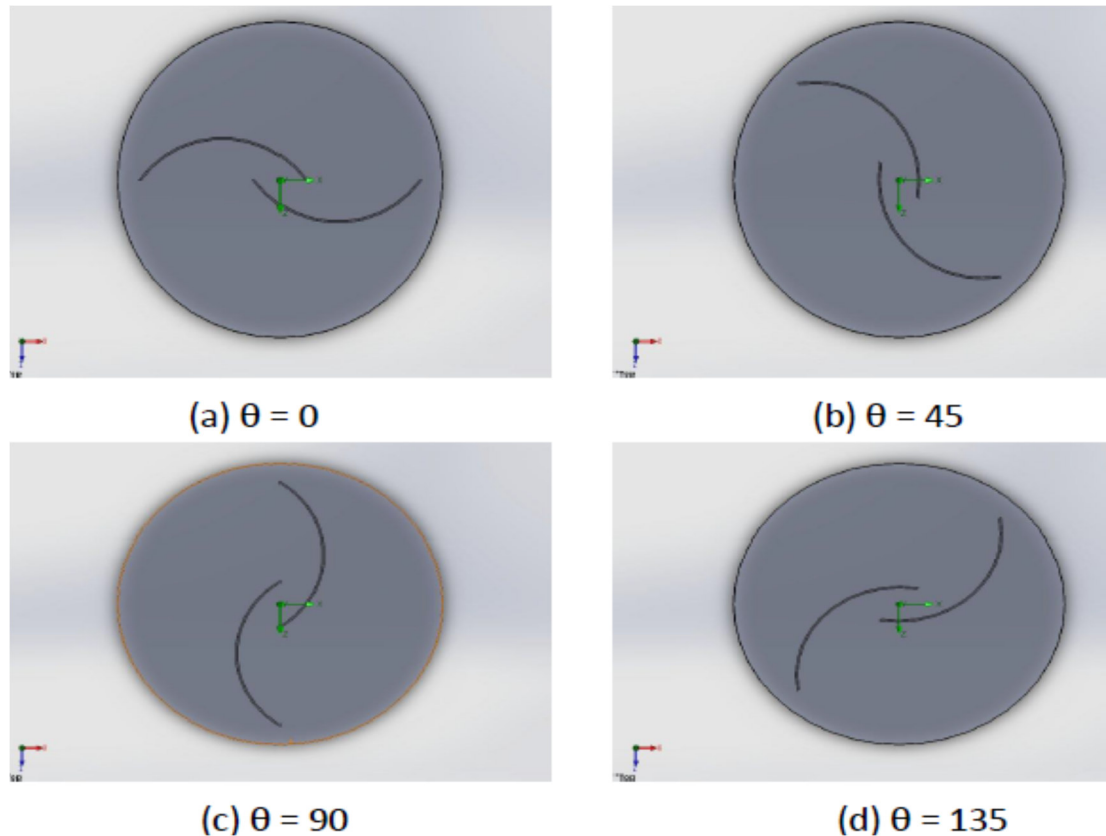 (a) θ = 0
(b) θ = 45
(c) θ = 90
(d) θ = 135